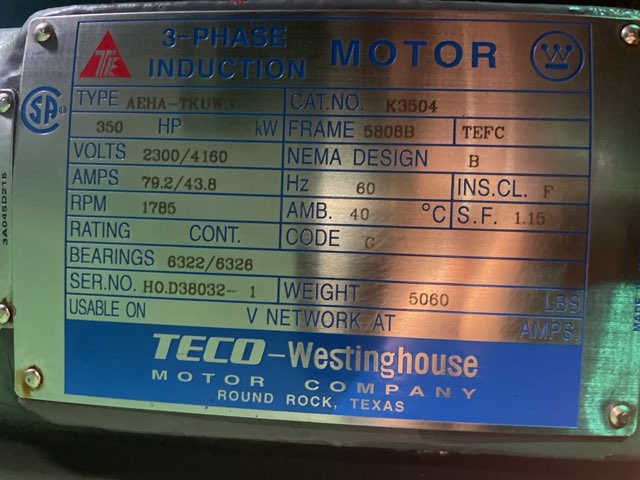 3-PHASE INDUCTION MOTOR
TYPE AEHA-TKUW CAT.NO. K3504
350 HP kW FRAME 5808B TEFC
VOLTS 2300/4160 NEMA DESIGN B
AMPS 79.2/43.8 Hz 60 INS.CL. F
RPM 1785 AMB. 40 °C S.F. 1.15
RATING CONT. CODE G
BEARINGS 6322/6326
SER.NO. H0.D38032- 1 WEIGHT 5060 LBS
USABLE ON V NETWORK AT AMPS.
TECO-Westinghouse
MOTOR COMPANY
ROUND ROCK, TEXAS
3A045D216